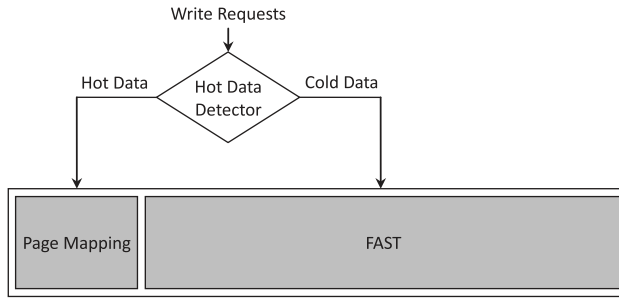 Write Requests
Hot Data
Hot Data
Detector
Cold Data
Page Mapping
FAST